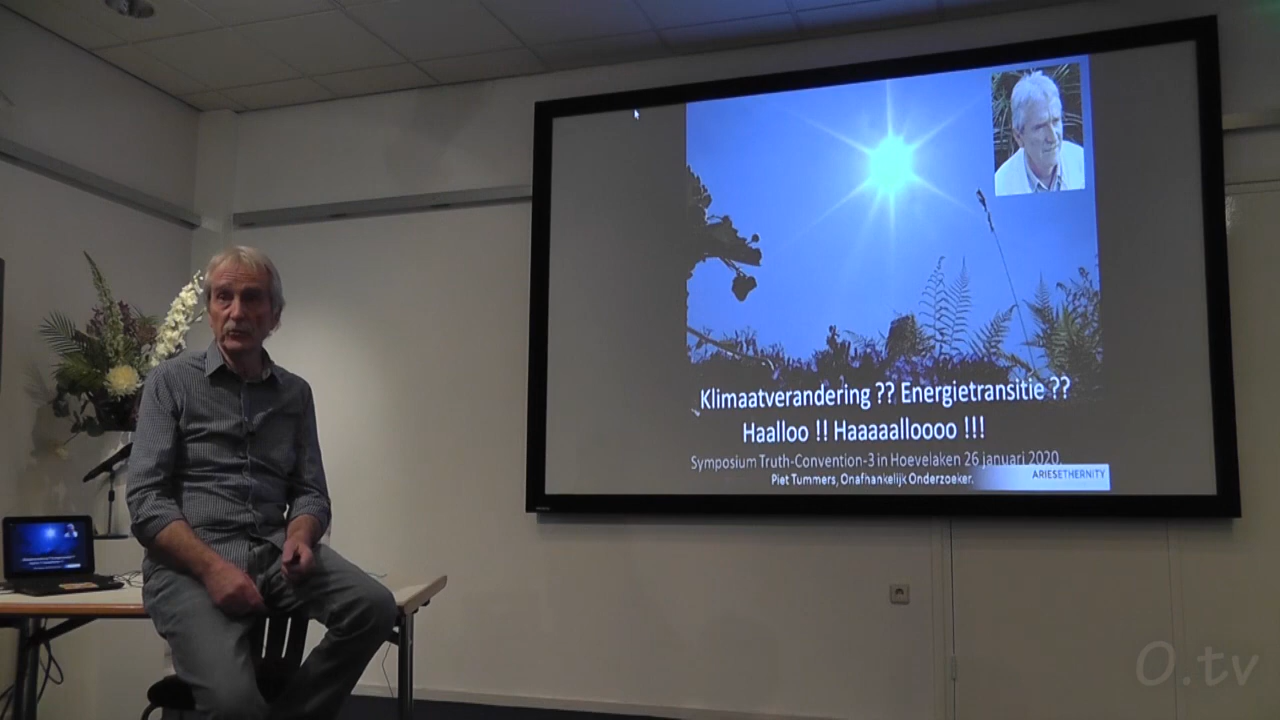 Klimaatverandering ?? Energietransitie ??
Haalloo !! Haaaaalloooo !!!
Symposium Truth-Convention-3 in Hoevelaken 26 januari 2020.
Piet Tummers, Onafhankelijk Onderzoeker.
ARIESETHERNITY
O.tv